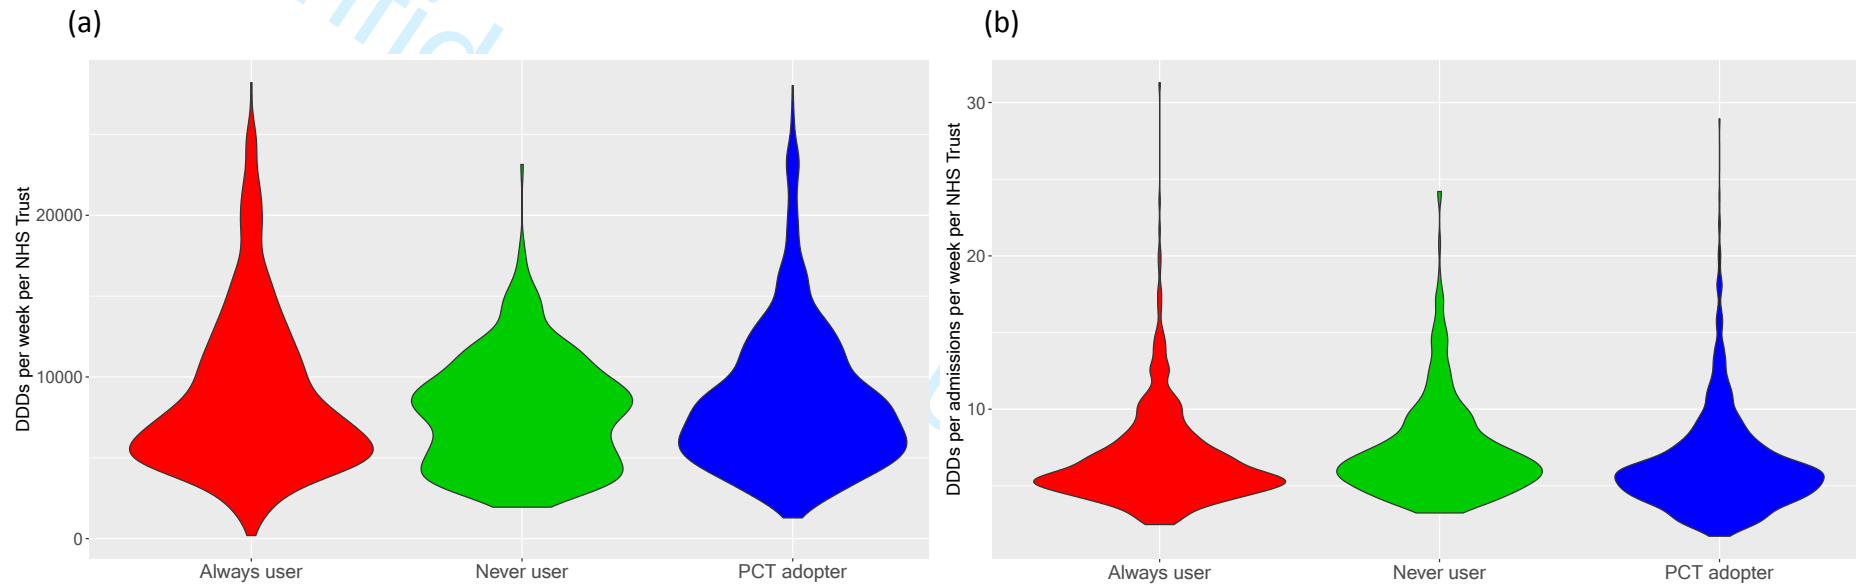 (a)
DDDs per week per NHS Trust
20000
10000
0
Always user
Never user
PCT adopter
(b)
DDDs per admissions per week per NHS Trust
30
20
10
Always user
Never user
PCT adopter